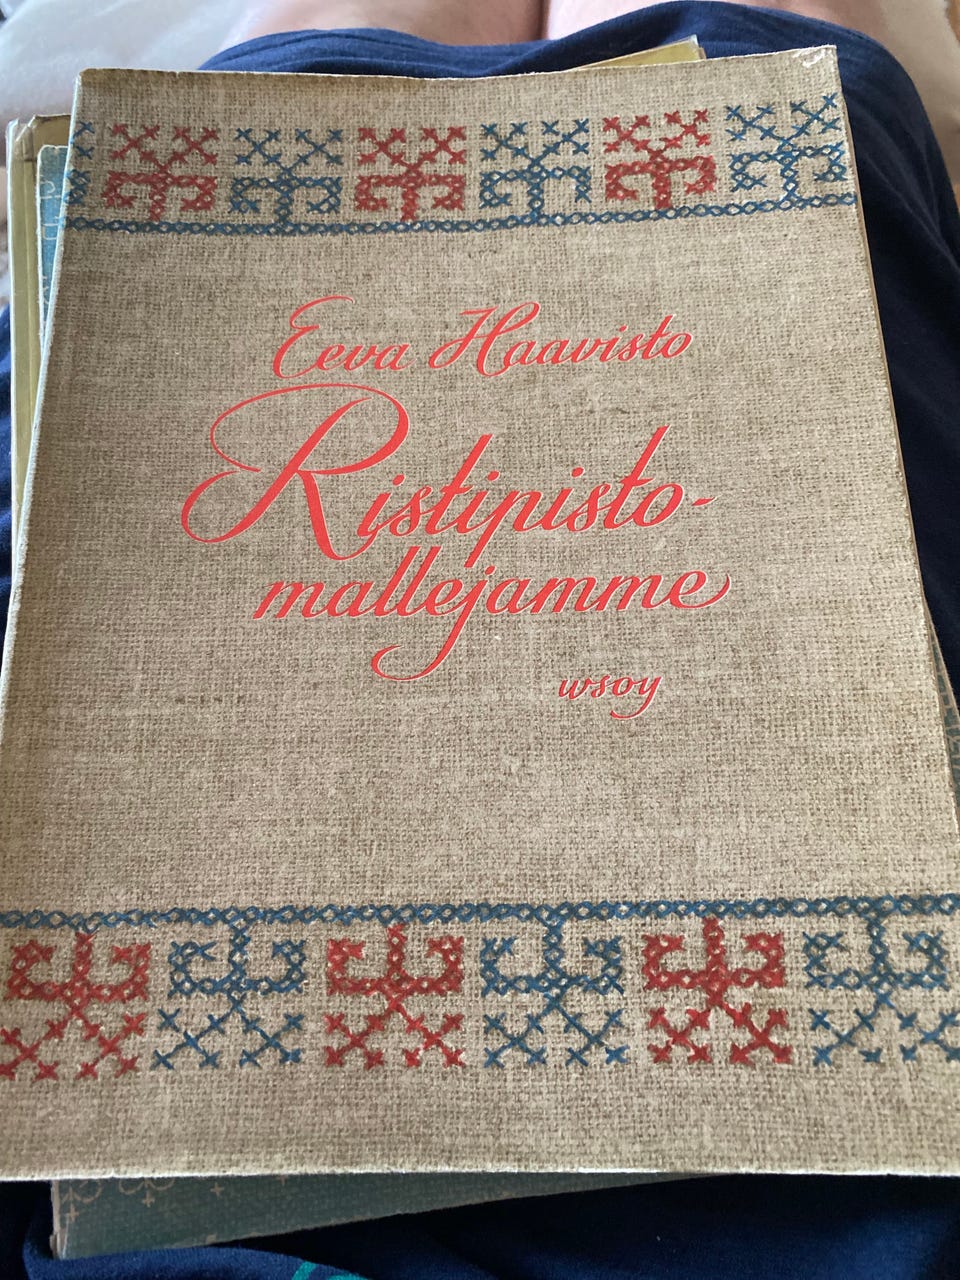 Eeva Haavisto
Ristipisto-
mallejamme
wsoy